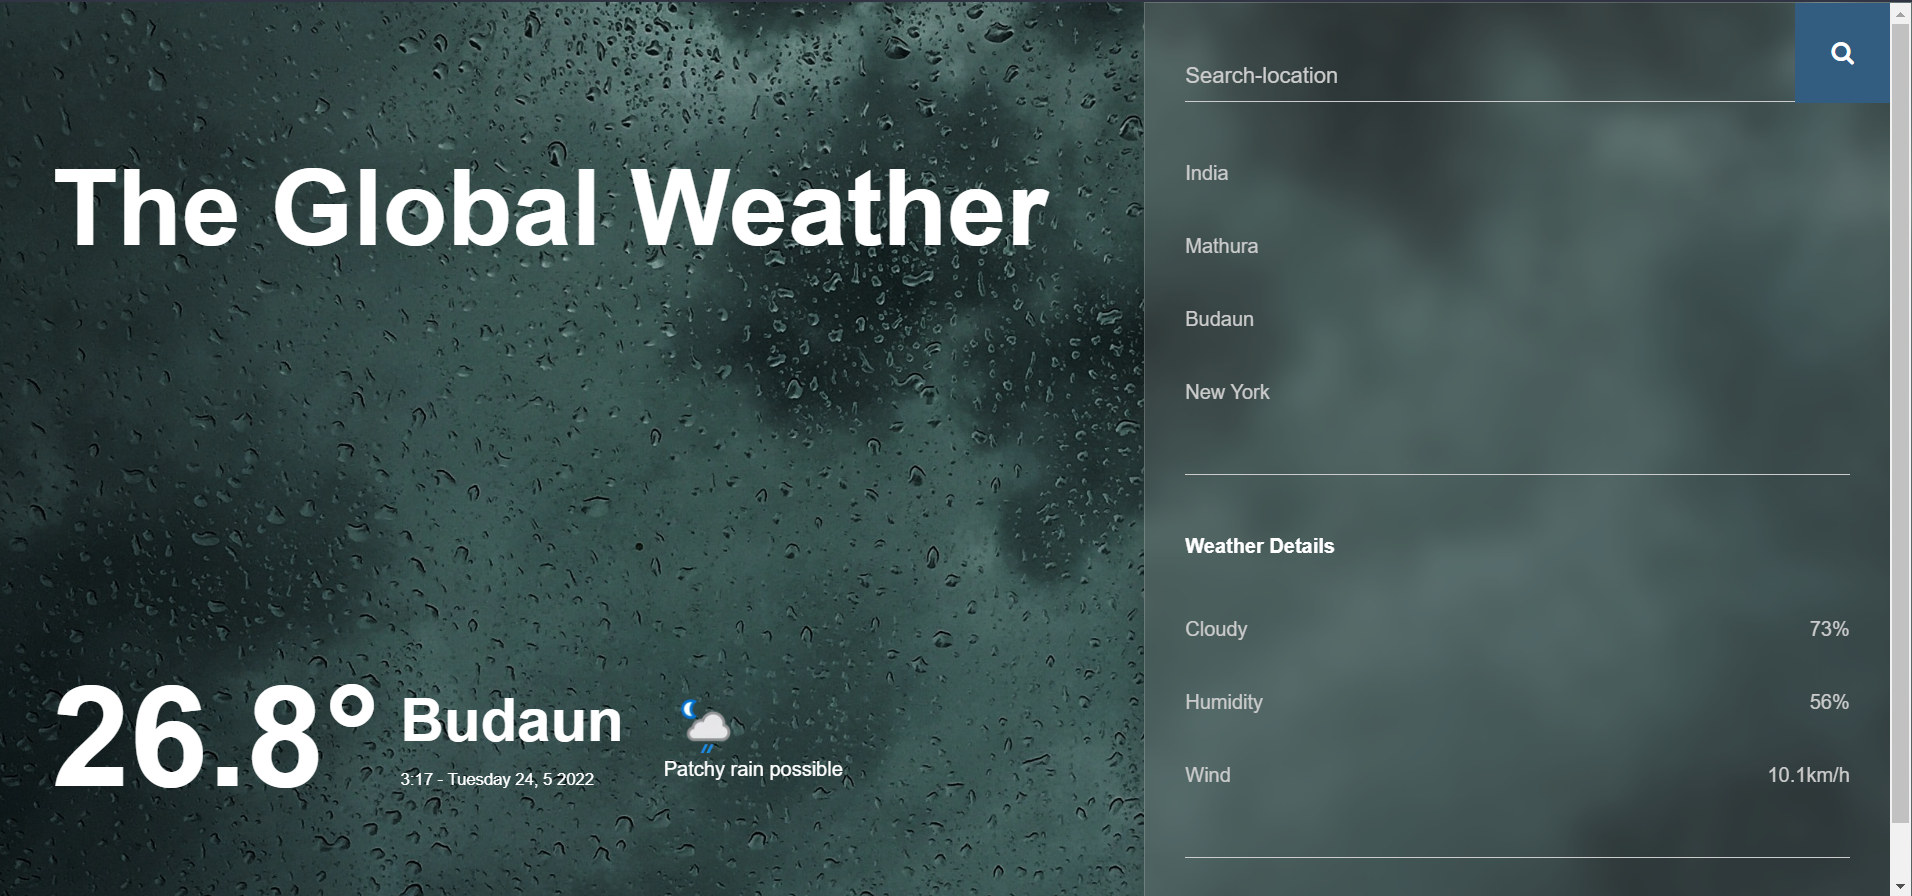 The Global Weather
26.8°
Budaun
3:17 - Tuesday 24, 5 2022
Patchy rain possible
Search-location
India
Mathura
Budaun
New York
Weather Details
Cloudy 73%
Humidity 56%
Wind 10.1km/h